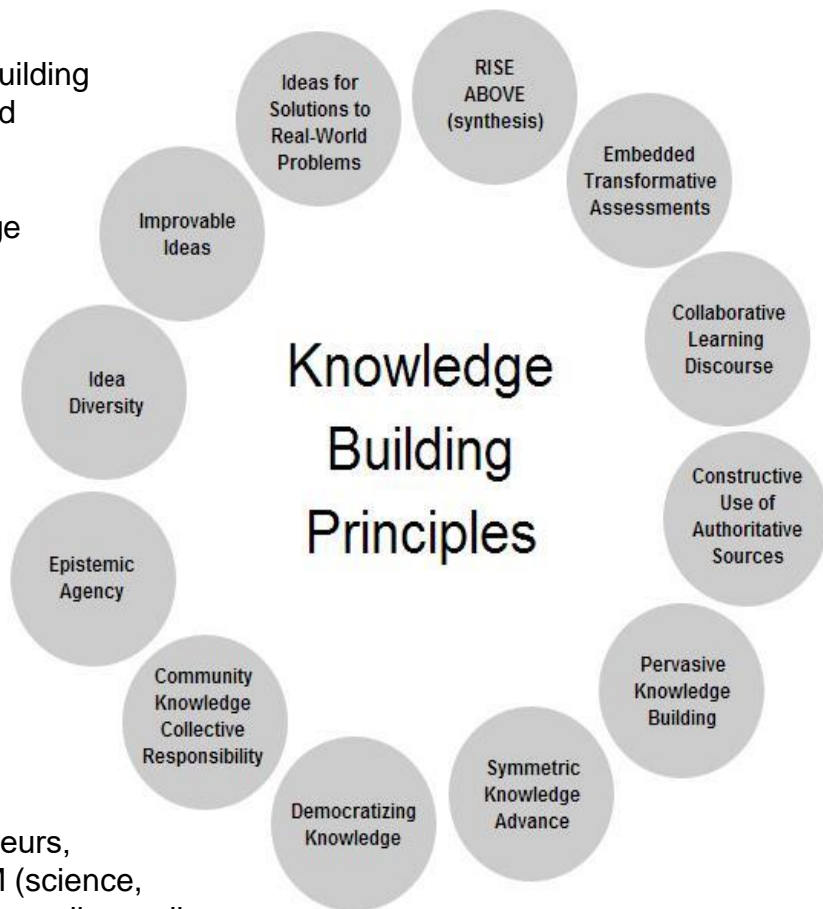 uilding
d
ge
Ideas for
Solutions to
Real-World
Problems
RISE
ABOVE
(synthesis)
Embedded
Transformative
Assessments
Collaborative
Learning
Discourse
Constructive
Use of
Authoritative
Sources
Pervasive
Knowledge
Building
Symmetric
Knowledge
Advance
Democratizing
Knowledge
Community
Knowledge
Collective
Responsibility
Epistemic
Agency
Idea
Diversity
Improvable
Ideas
Knowledge
Building
Principles
eurs,
M (science,